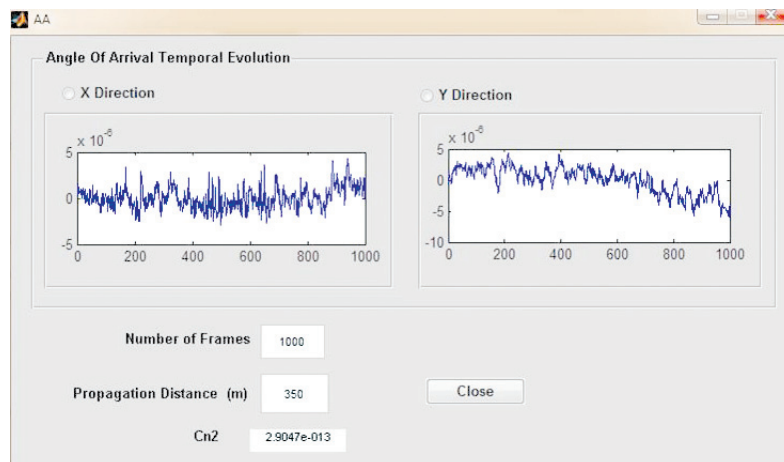 AA
Angle Of Arrival Temporal Evolution
X Direction
Y Direction
x 10^-6
5
0
-5
0 200 400 600 800 1000
x 10^-6
5
0
-5
-10
0 200 400 600 800 1000
Number of Frames 1000
Propagation Distance (m) 350
Close
Cn2 2.9047e-013